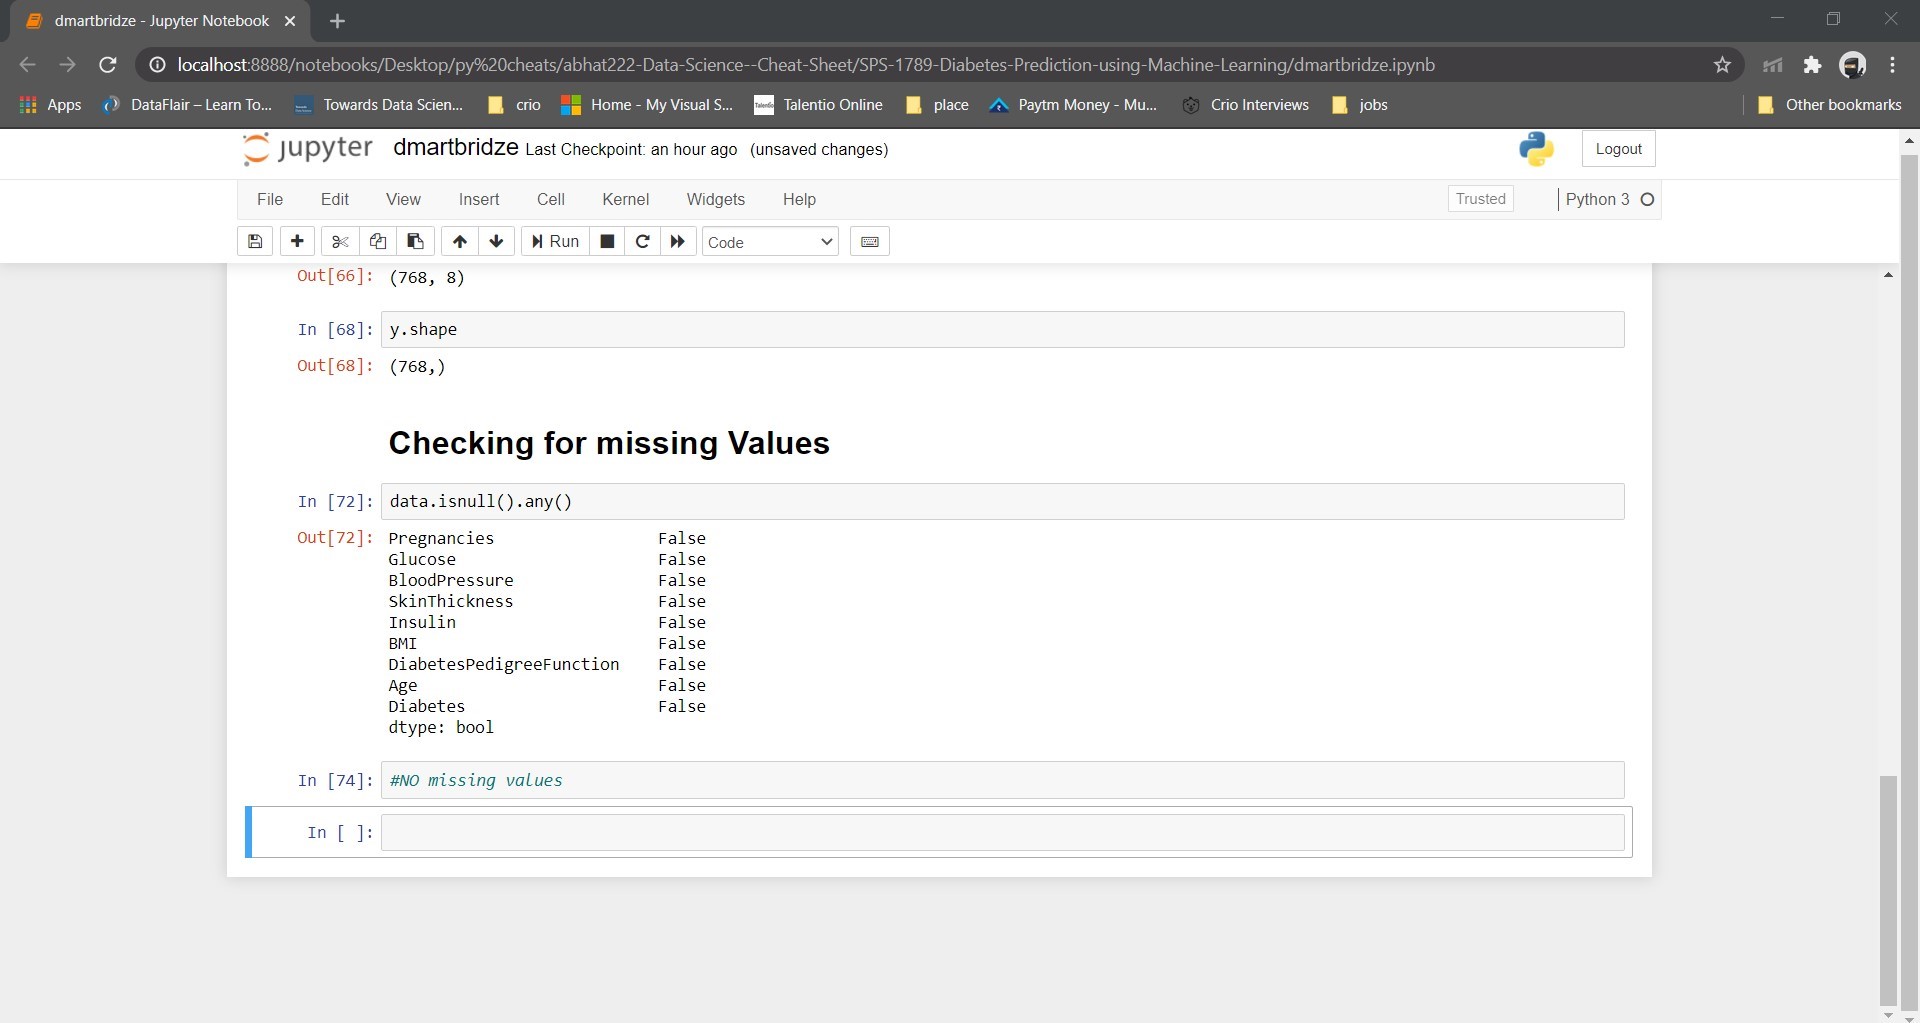 dmartbridze - Jupyter Notebook
localhost:8888/notebooks/Desktop/py%20cheats/abhat222-Data-Science--Cheat-Sheet/SPS-1789-Diabetes-Prediction-using-Machine-Learning/dmartbridze.ipynb
Apps DataFlair – Learn To... Towards Data Scien... crio Home - My Visual S... Talentio Online place Paytm Money - Mu... Crio Interviews jobs Other bookmarks
jupyter dmartbridze Last Checkpoint: an hour ago (unsaved changes) Logout
File Edit View Insert Cell Kernel Widgets Help Trusted Python 3
Run Code
Out[66]: (768, 8)
In [68]: y.shape
Out[68]: (768,)
Checking for missing Values
In [72]: data.isnull().any()
Out[72]: Pregnancies False
Glucose False
BloodPressure False
SkinThickness False
Insulin False
BMI False
DiabetesPedigreeFunction False
Age False
Diabetes False
dtype: bool
In [74]: #NO missing values
In [ ]: